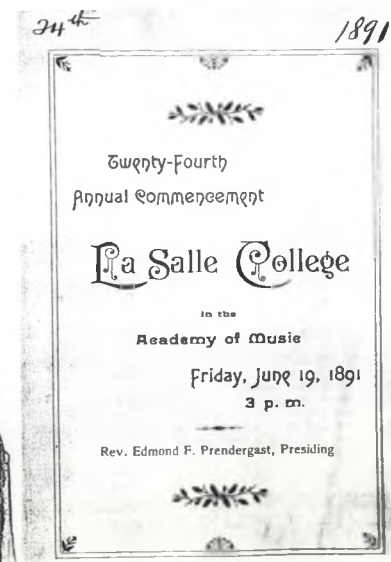 24th 1891
Twenty-Fourth
Annual Commencement
La Salle College
in the
Academy of Music
Friday, June 19, 1891
3 p. m.
Rev. Edmond F. Prendergast, Presiding